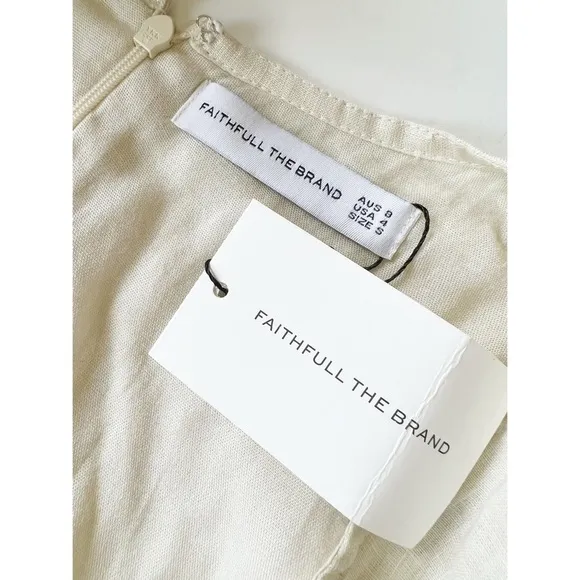 FAITHFULL THE BRAND
AUS 8
USA 4
SIZE S
FAITHFULL THE BRAND